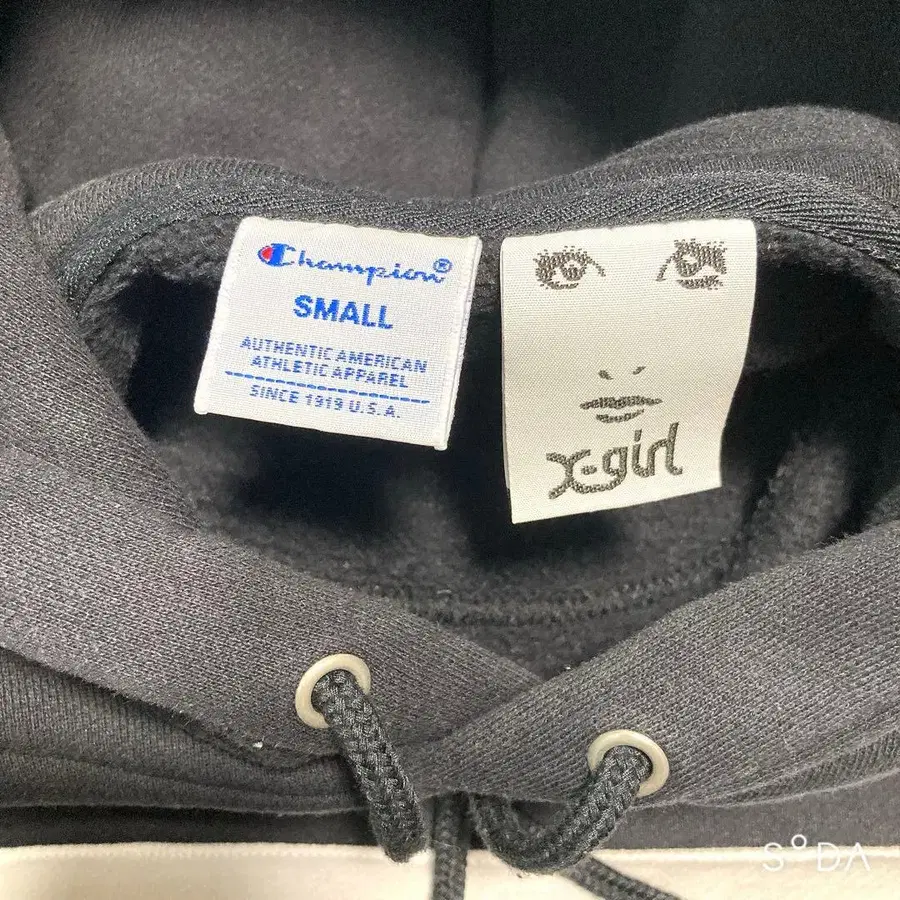 Champion®
SMALL
AUTHENTIC AMERICAN
ATHLETIC APPAREL
SINCE 1919 U.S.A.
X-girl
SODA